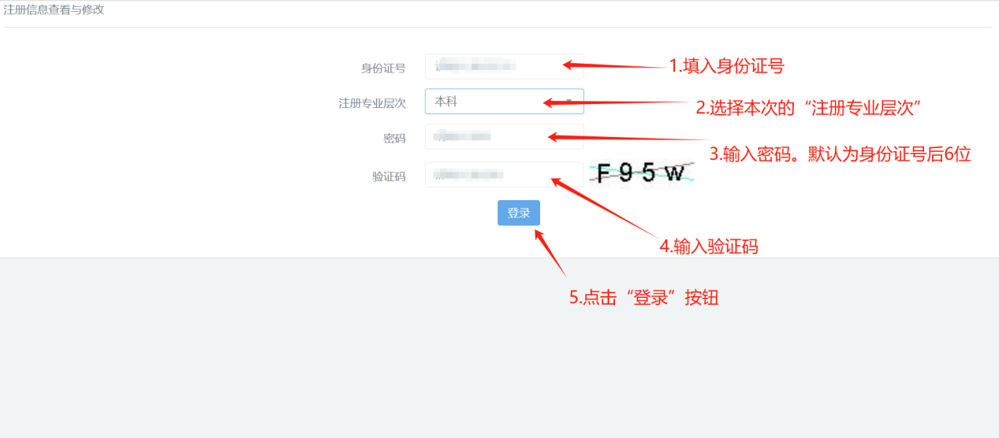 注册信息查看与修改
身份证号
1.填入身份证号
注册专业层次
本科
2.选择本次的“注册专业层次”
密码
3.输入密码。默认为身份证号后6位
验证码
F95W
登录
4.输入验证码
5.点击“登录”按钮